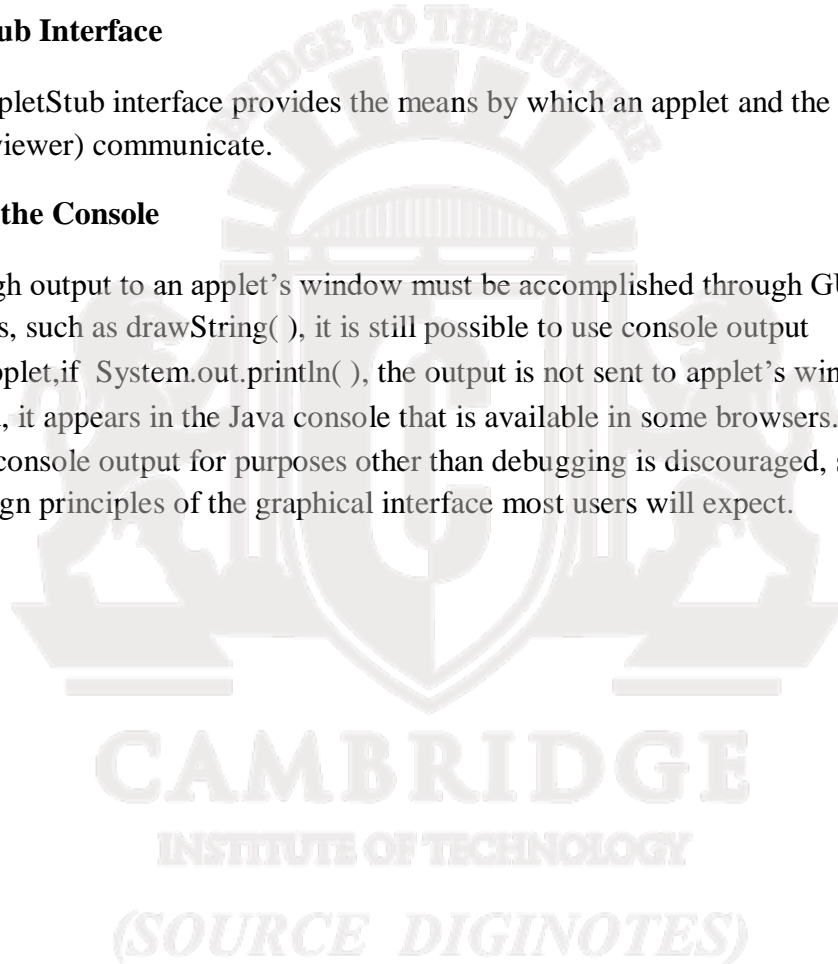 ub Interface
pletStub interface provides the means by which an applet and the
viewer) communicate.
the Console
gh output to an applet’s window must be accomplished through GU
s, such as drawString( ), it is still possible to use console output
pplet,if System.out.println( ), the output is not sent to applet’s win
, it appears in the Java console that is available in some browsers.
console output for purposes other than debugging is discouraged, s
ign principles of the graphical interface most users will expect.
BRIDGE TO THE FUTURE
C
CAMBRIDGE
INSTITUTE OF TECHNOLOGY
(SOURCE DIGINOTES)